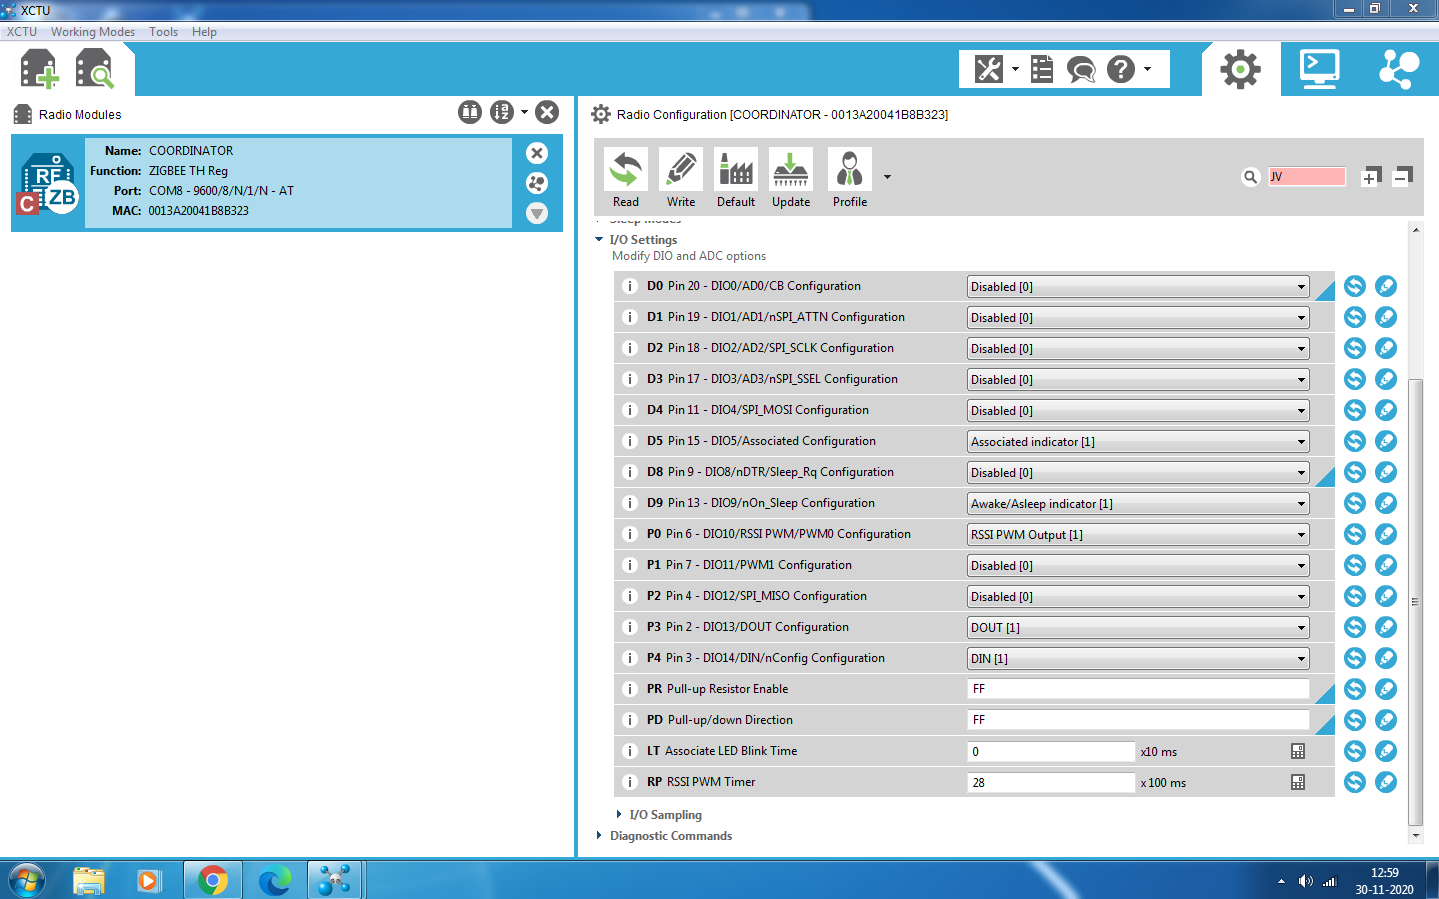 XCTU
XCTU Working Modes Tools Help
Radio Modules
Radio Configuration [COORDINATOR - 0013A20041B8B323]
RF
ZB
C
Name: COORDINATOR
Function: ZIGBEE TH Reg
Port: COM8 - 9600/8/N/1/N - AT
MAC: 0013A20041B8B323
Read Write Default Update Profile
JV
Sleep Modes
I/O Settings
Modify DIO and ADC options
i D0 Pin 20 - DIO0/AD0/CB Configuration Disabled [0]
i D1 Pin 19 - DIO1/AD1/nSPI_ATTN Configuration Disabled [0]
i D2 Pin 18 - DIO2/AD2/SPI_SCLK Configuration Disabled [0]
i D3 Pin 17 - DIO3/AD3/nSPI_SSEL Configuration Disabled [0]
i D4 Pin 11 - DIO4/SPI_MOSI Configuration Disabled [0]
i D5 Pin 15 - DIO5/Associated Configuration Associated indicator [1]
i D8 Pin 9 - DIO8/nDTR/Sleep_Rq Configuration Disabled [0]
i D9 Pin 13 - DIO9/nOn_Sleep Configuration Awake/Asleep indicator [1]
i P0 Pin 6 - DIO10/RSSI PWM/PWM0 Configuration RSSI PWM Output [1]
i P1 Pin 7 - DIO11/PWM1 Configuration Disabled [0]
i P2 Pin 4 - DIO12/SPI_MISO Configuration Disabled [0]
i P3 Pin 2 - DIO13/DOUT Configuration DOUT [1]
i P4 Pin 3 - DIO14/DIN/nConfig Configuration DIN [1]
i PR Pull-up Resistor Enable FF
i PD Pull-up/down Direction FF
i LT Associate LED Blink Time 0 x10 ms
i RP RSSI PWM Timer 28 x 100 ms
I/O Sampling
Diagnostic Commands
12:59
30-11-2020